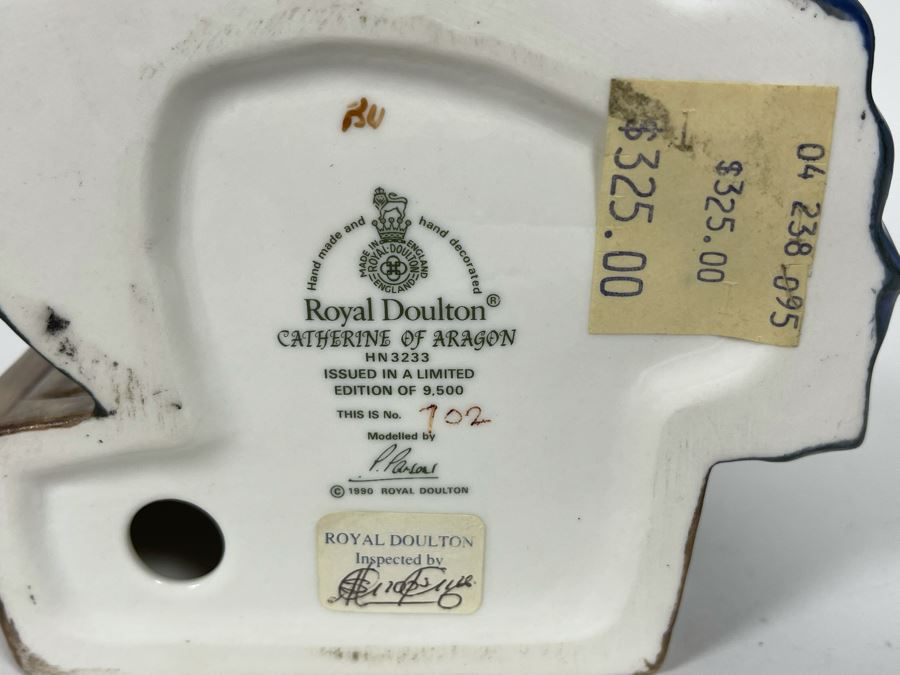 BW
Hand made and hand decorated
MADE IN ENGLAND
ROYAL·DOULTON
ENGLAND
Royal Doulton®
CATHERINE OF ARAGON
HN3233
ISSUED IN A LIMITED
EDITION OF 9,500
THIS IS No. 702
Modelled by
P. Parsons
© 1990 ROYAL DOULTON
ROYAL DOULTON
Inspected by
04 238 095
$325.00
$325.00